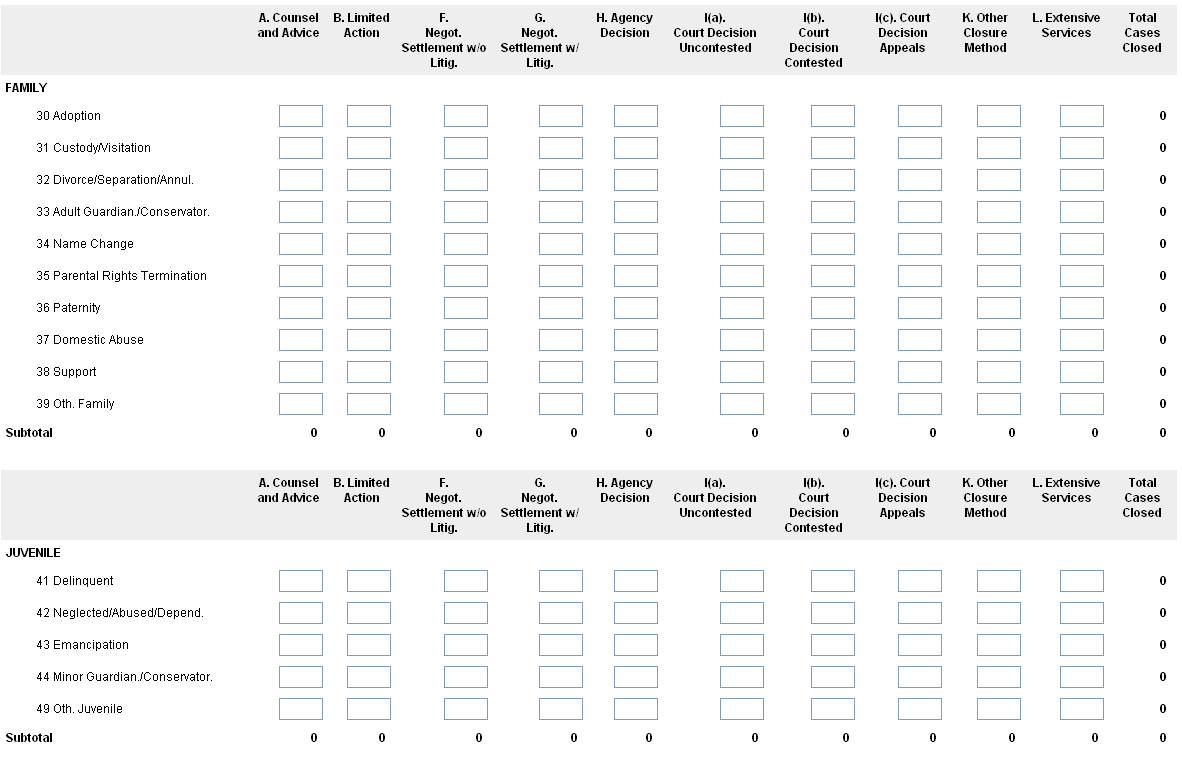 A. Counsel B. Limited F. G. H. Agency I(a). I(b). I(c). Court K. Other L. Extensive Total
and Advice Action Negot. Negot. Decision Court Decision Court Decision Closure Services Cases
Settlement w/o Settlement w/ Uncontested Decision Appeals Method Closed
Litig. Litig. Contested
FAMILY
30 Adoption 0
31 Custody/Visitation 0
32 Divorce/Separation/Annul. 0
33 Adult Guardian./Conservator. 0
34 Name Change 0
35 Parental Rights Termination 0
36 Paternity 0
37 Domestic Abuse 0
38 Support 0
39 Oth. Family 0
Subtotal 0 0 0 0 0 0 0 0 0 0 0
A. Counsel B. Limited F. G. H. Agency I(a). I(b). I(c). Court K. Other L. Extensive Total
and Advice Action Negot. Negot. Decision Court Decision Court Decision Closure Services Cases
Settlement w/o Settlement w/ Uncontested Decision Appeals Method Closed
Litig. Litig. Contested
JUVENILE
41 Delinquent 0
42 Neglected/Abused/Depend. 0
43 Emancipation 0
44 Minor Guardian./Conservator. 0
49 Oth. Juvenile 0
Subtotal 0 0 0 0 0 0 0 0 0 0 0